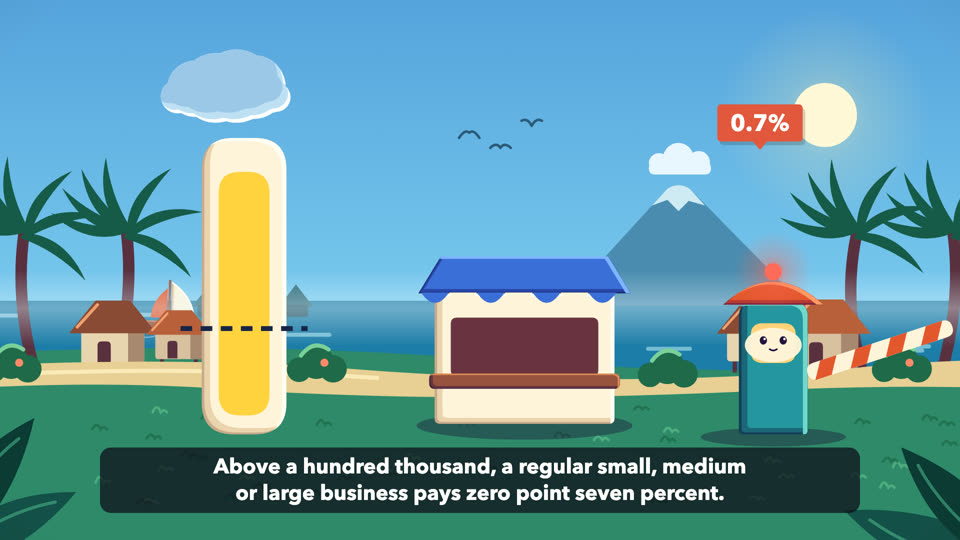 0.7%
Above a hundred thousand, a regular small, medium
or large business pays zero point seven percent.